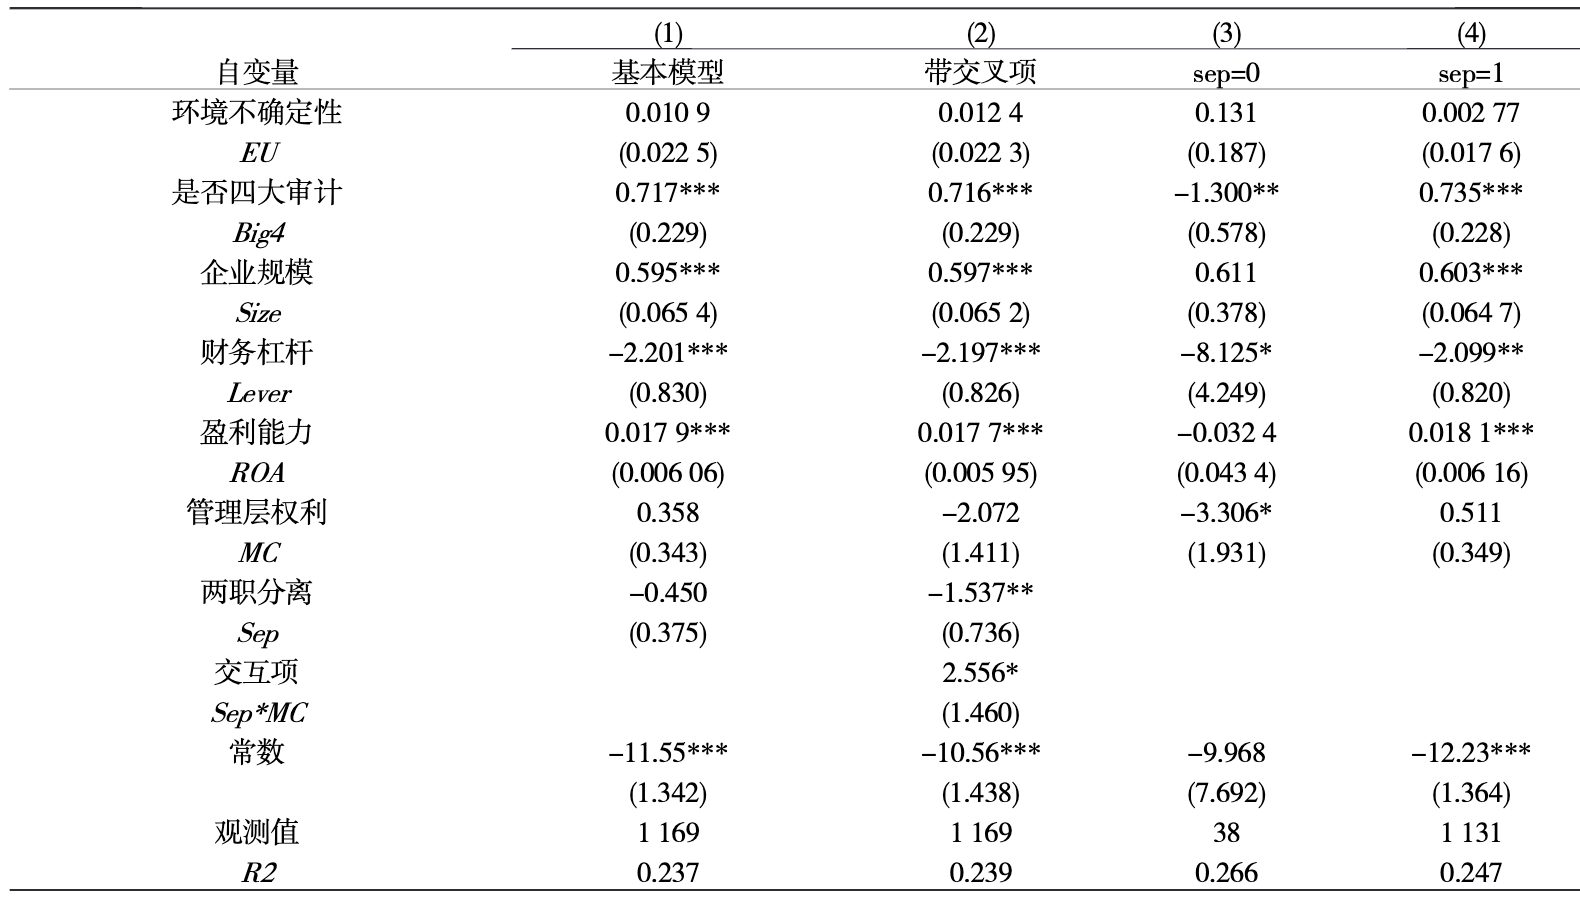 (1) (2) (3) (4)
自变量 基本模型 带交叉项 sep=0 sep=1
环境不确定性 0.010 9 0.012 4 0.131 0.002 77
EU (0.022 5) (0.022 3) (0.187) (0.017 6)
是否四大审计 0.717*** 0.716*** −1.300** 0.735***
Big4 (0.229) (0.229) (0.578) (0.228)
企业规模 0.595*** 0.597*** 0.611 0.603***
Size (0.065 4) (0.065 2) (0.378) (0.064 7)
财务杠杆 −2.201*** −2.197*** −8.125* −2.099**
Lever (0.830) (0.826) (4.249) (0.820)
盈利能力 0.017 9*** 0.017 7*** −0.032 4 0.018 1***
ROA (0.006 06) (0.005 95) (0.043 4) (0.006 16)
管理层权利 0.358 −2.072 −3.306* 0.511
MC (0.343) (1.411) (1.931) (0.349)
两职分离 −0.450 −1.537**
Sep (0.375) (0.736)
交互项 2.556*
Sep*MC (1.460)
常数 −11.55*** −10.56*** −9.968 −12.23***
(1.342) (1.438) (7.692) (1.364)
观测值 1 169 1 169 38 1 131
R2 0.237 0.239 0.266 0.247